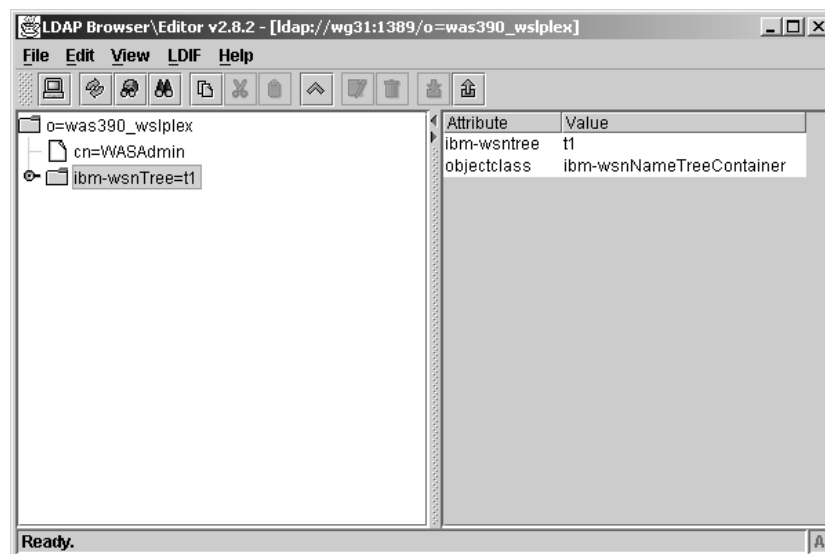 LDAP Browser\Editor v2.8.2 - [ldap://wg31:1389/o=was390_wslplex]
File Edit View LDIF Help
o=was390_wslplex
cn=WASAdmin
ibm-wsnTree=t1
Attribute Value
ibm-wsntree t1
objectclass ibm-wsnNameTreeContainer
Ready.
A